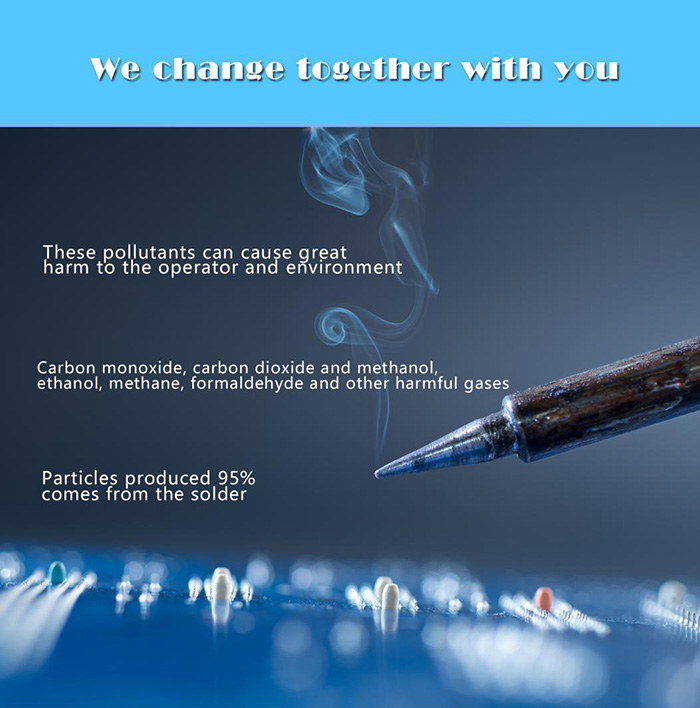 We change together with you
These pollutants can cause great
harm to the operator and environment
Carbon monoxide, carbon dioxide and methanol,
ethanol, methane, formaldehyde and other harmful gases
Particles produced 95%
comes from the solder